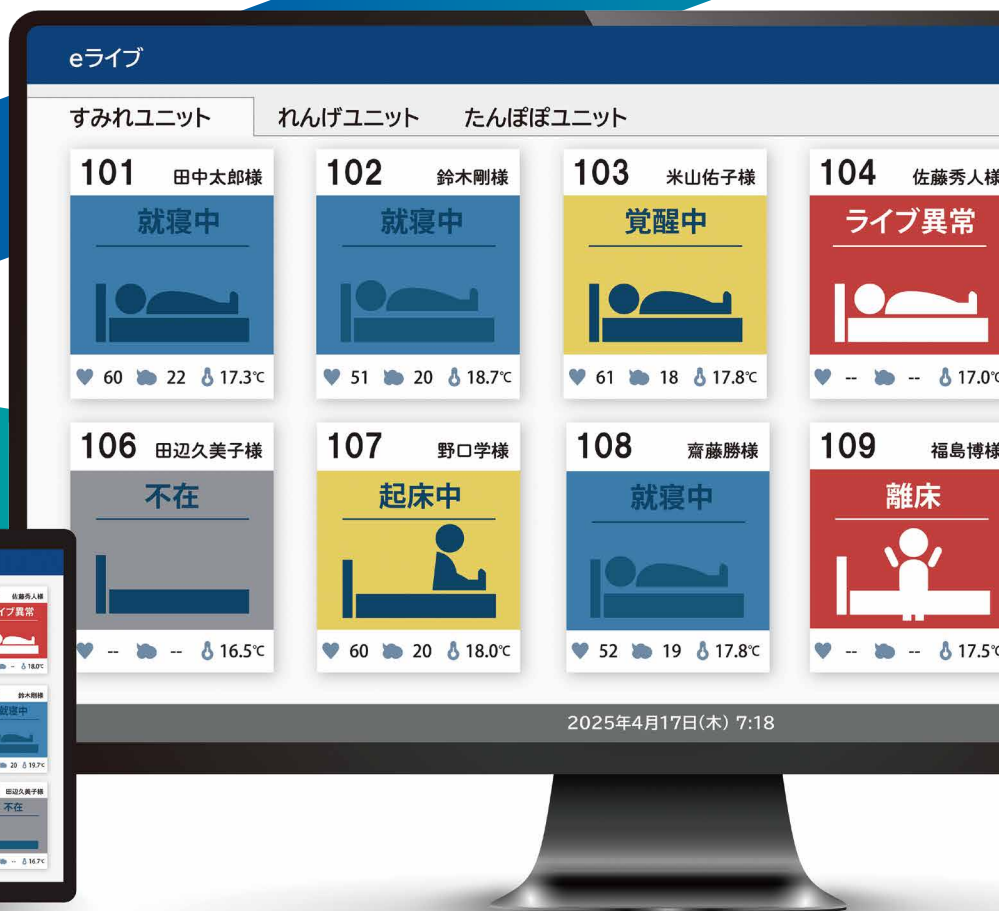 eライブ
すみれユニット れんげユニット たんぽぽユニット
101 田中太郎様
就寝中
60 22 17.3℃
102 鈴木剛様
就寝中
51 20 18.7℃
103 米山佑子様
覚醒中
61 18 17.8℃
104 佐藤秀人様
ライブ異常
-- -- 17.0℃
106 田辺久美子様
不在
-- -- 16.5℃
107 野口学様
起床中
60 20 18.0℃
108 齋藤勝様
就寝中
52 19 17.8℃
109 福島博様
離床
-- -- 17.5℃
2025年4月17日(木) 7:18
佐藤秀人様
イブ異常
-- 18.0℃
鈴木剛様
就寝中
20 19.7℃
田辺久美子様
不在
-- 16.7℃